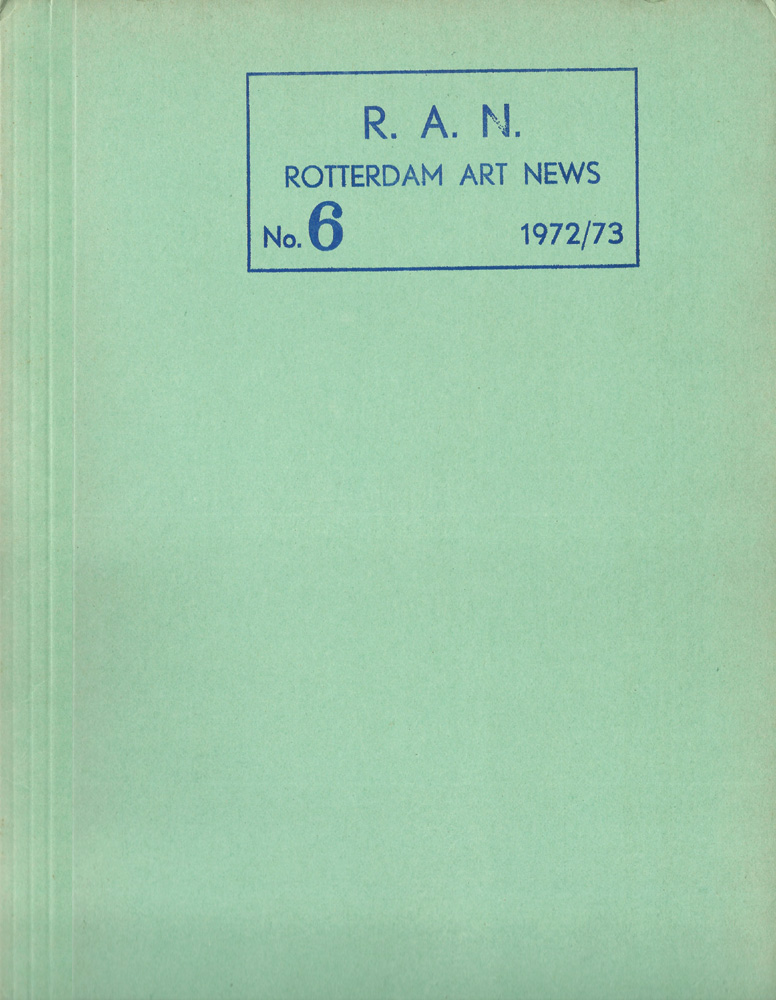 R. A. N.
ROTTERDAM ART NEWS
No. 6 1972/73